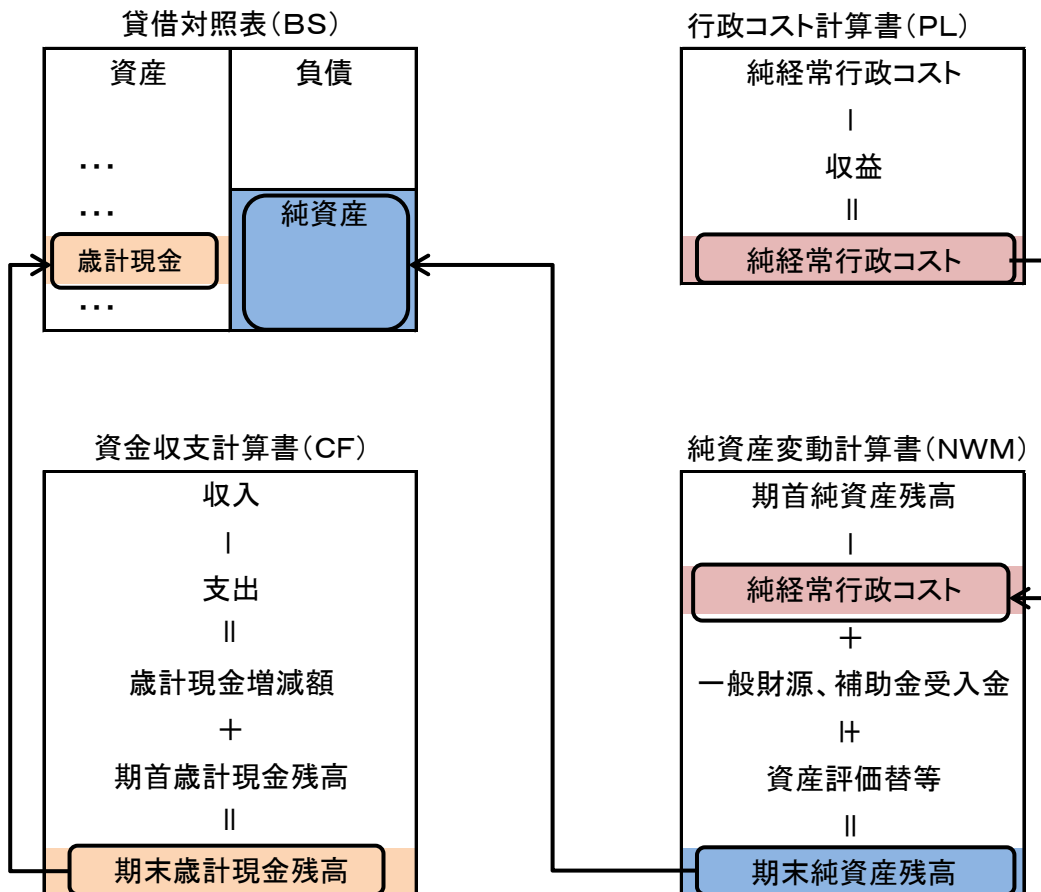 貸借対照表(BS)
資産
負債
…
…
純資産
歳計現金
…
行政コスト計算書(PL)
純経常行政コスト
|
収益
||
純経常行政コスト
資金収支計算書(CF)
収入
|
支出
||
歳計現金増減額
＋
期首歳計現金残高
||
期末歳計現金残高
純資産変動計算書(NWM)
期首純資産残高
|
純経常行政コスト
＋
一般財源、補助金受入金
|+
資産評価替等
||
期末純資産残高